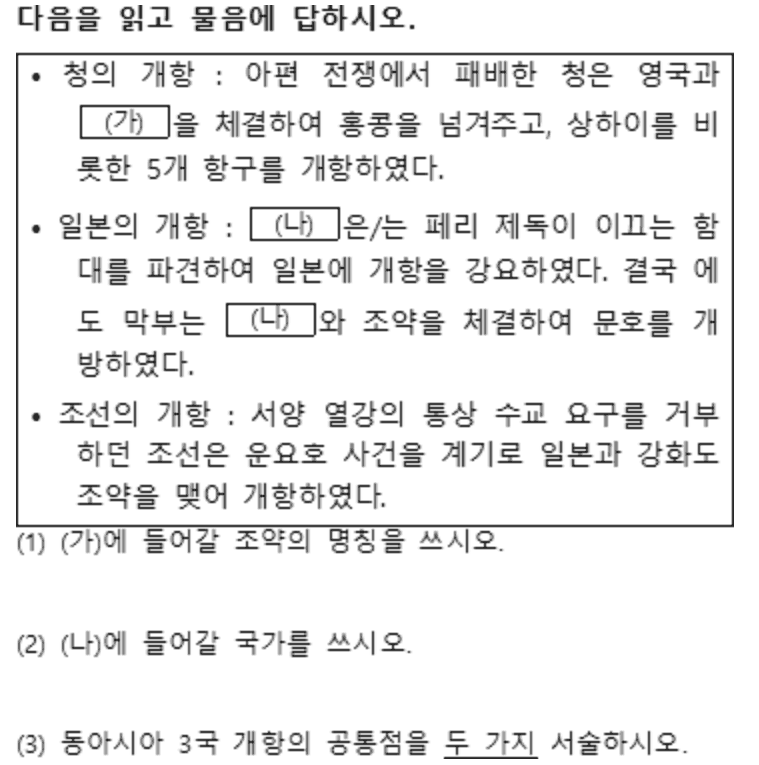 다음을 읽고 물음에 답하시오.
• 청의 개항 : 아편 전쟁에서 패배한 청은 영국과
(가) 을 체결하여 홍콩을 넘겨주고, 상하이를 비
롯한 5개 항구를 개항하였다.
• 일본의 개항 : (나) 은/는 페리 제독이 이끄는 함
대를 파견하여 일본에 개항을 강요하였다. 결국 에
도 막부는 (나) 와 조약을 체결하여 문호를 개
방하였다.
• 조선의 개항 : 서양 열강의 통상 수교 요구를 거부
하던 조선은 운요호 사건을 계기로 일본과 강화도
조약을 맺어 개항하였다.
(1) (가)에 들어갈 조약의 명칭을 쓰시오.
(2) (나)에 들어갈 국가를 쓰시오.
(3) 동아시아 3국 개항의 공통점을 두 가지 서술하시오.